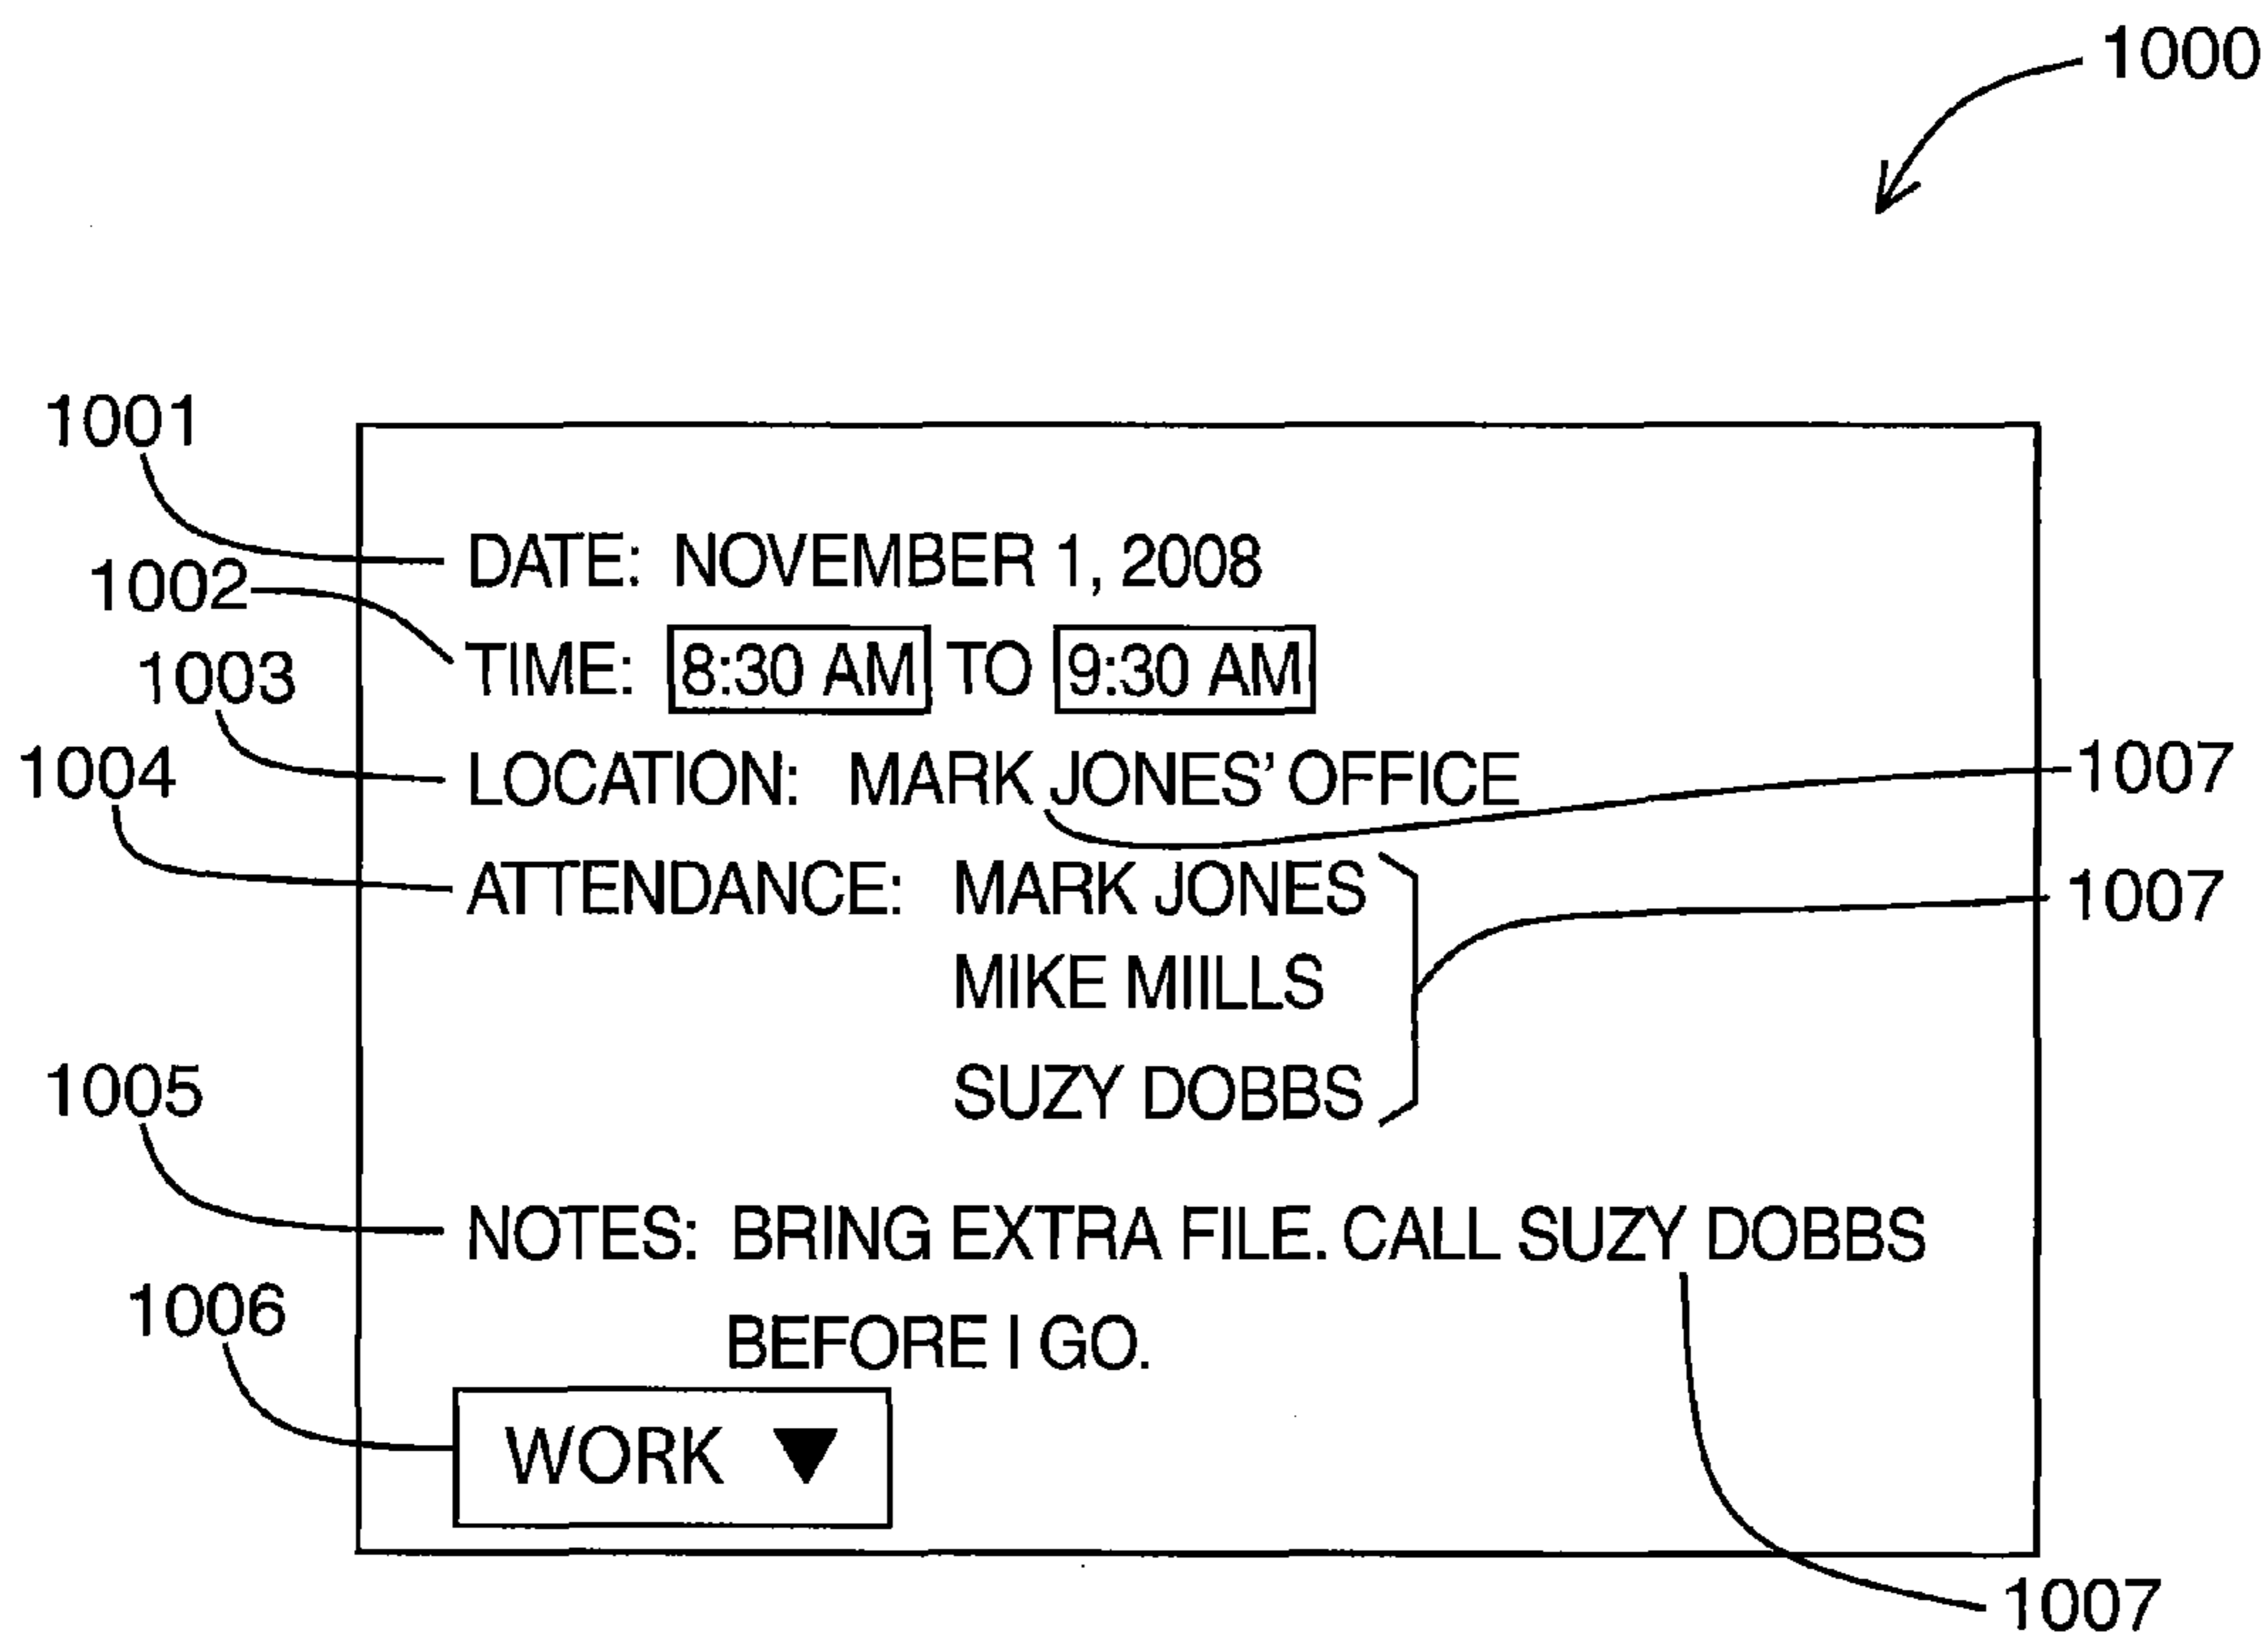 1000
1001
DATE: NOVEMBER 1, 2008
1002
TIME: 8:30 AM TO 9:30 AM
1003
LOCATION: MARK JONES' OFFICE
1007
1004
ATTENDANCE: MARK JONES
1007
MIKE MIILLS
SUZY DOBBS
1005
NOTES: BRING EXTRA FILE. CALL SUZY DOBBS
BEFORE I GO.
1006
WORK
1007